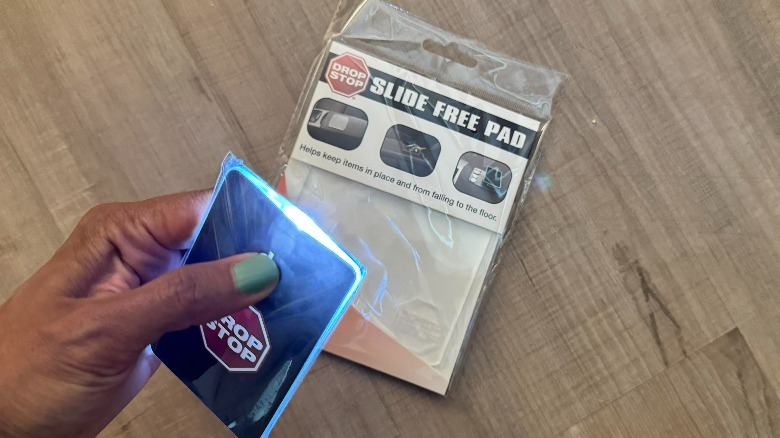 DROP
STOP
SLIDE FREE PAD
Helps keep items in place and from falling to the floor.
DROP
STOP